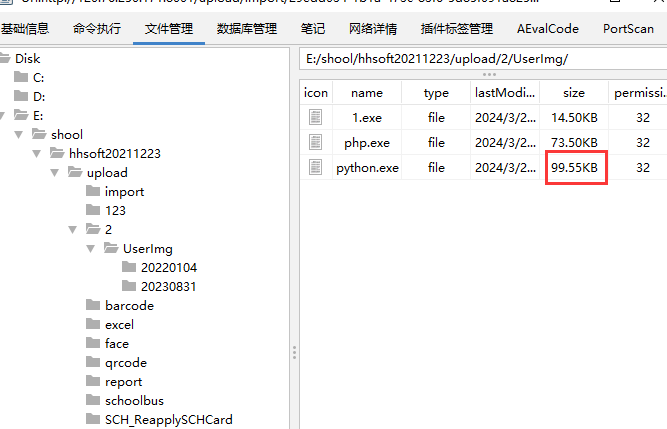 基础信息 命令执行 文件管理 数据库管理 笔记 网络详情 插件标签管理 AEvalCode PortScan
Disk
C:
D:
E:
shool
hhsoft20211223
upload
import
123
2
UserImg
20220104
20230831
barcode
excel
face
qrcode
report
schoolbus
SCH_ReapplySCHCard
E:/shool/hhsoft20211223/upload/2/UserImg/
icon name type lastModi... size permissi...
1.exe file 2024/3/2... 14.50KB 32
php.exe file 2024/3/2... 73.50KB 32
python.exe file 2024/3/2... 99.55KB 32